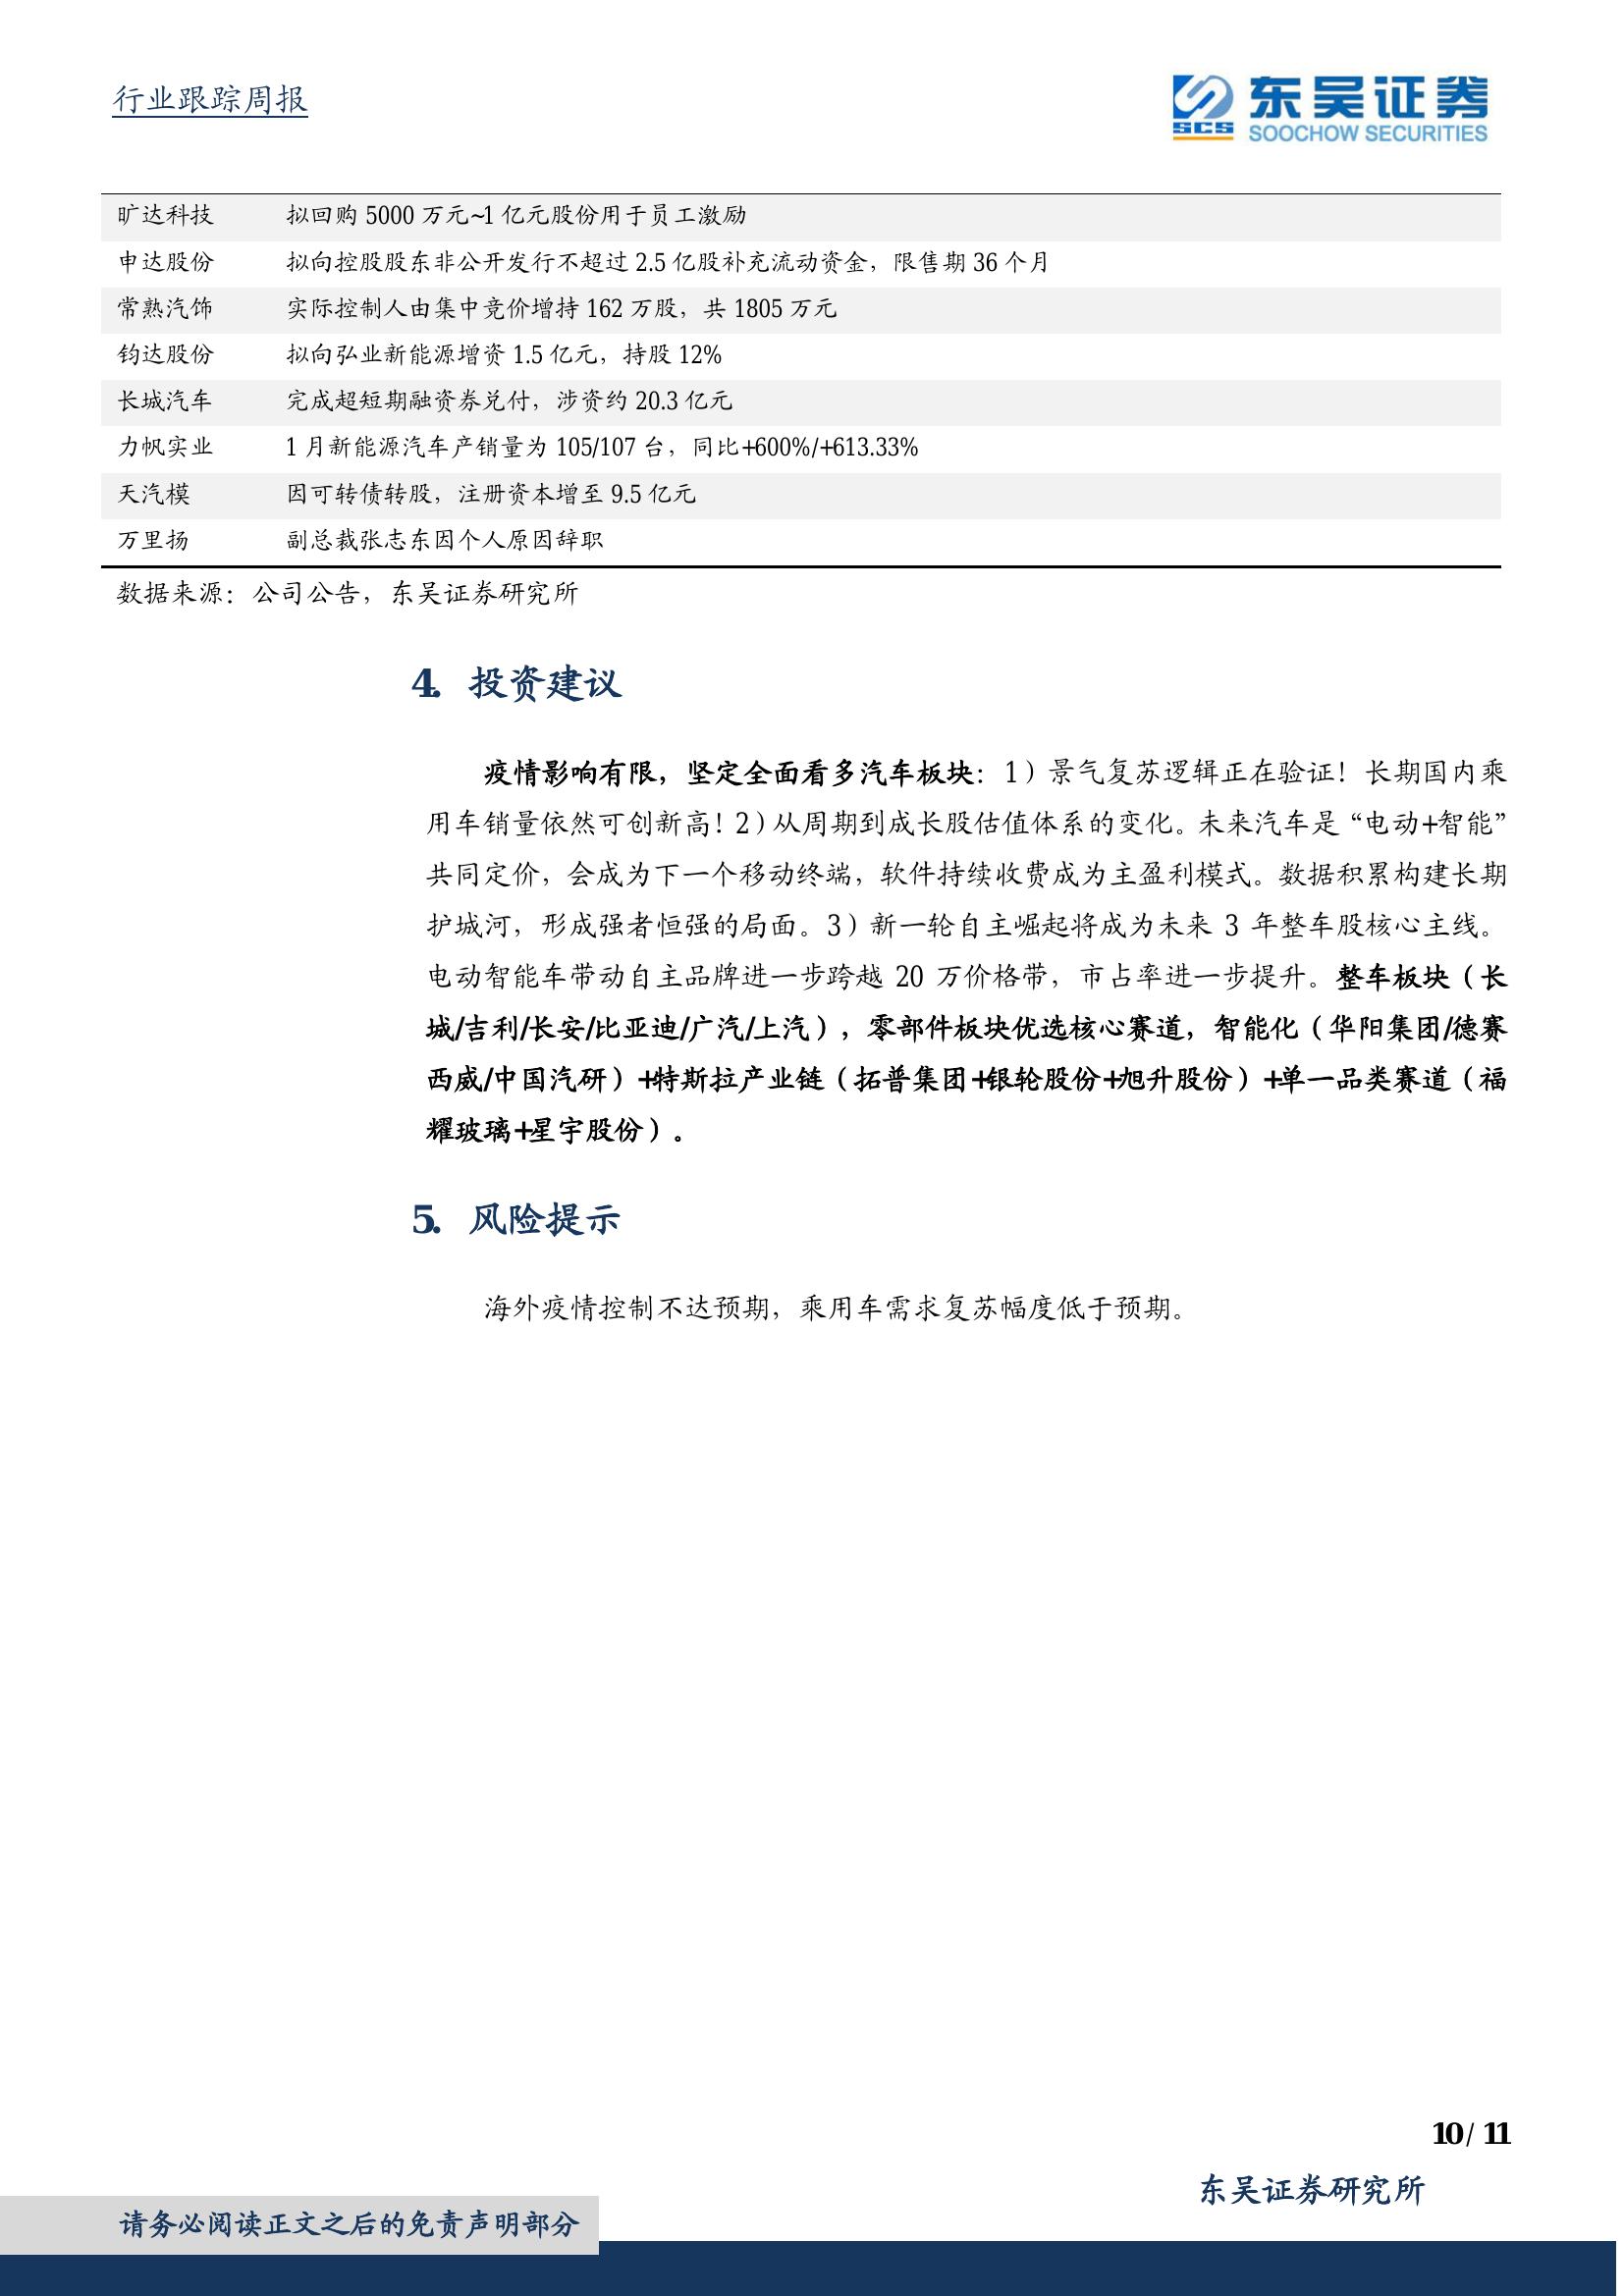 行业跟踪周报
SCS 东吴证券
SOOCHOW SECURITIES
旷达科技 拟回购 5000 万元~1 亿元股份用于员工激励
申达股份 拟向控股股东非公开发行不超过 2.5 亿股补充流动资金，限售期 36 个月
常熟汽饰 实际控制人由集中竞价增持 162 万股，共 1805 万元
钧达股份 拟向弘业新能源增资 1.5 亿元，持股 12%
长城汽车 完成超短期融资券兑付，涉资约 20.3 亿元
力帆实业 1 月新能源汽车产销量为 105/107 台，同比+600%/+613.33%
天汽模 因可转债转股，注册资本增至 9.5 亿元
万里扬 副总裁张志东因个人原因辞职
数据来源：公司公告，东吴证券研究所
4. 投资建议
疫情影响有限，坚定全面看多汽车板块：1）景气复苏逻辑正在验证！长期国内乘
用车销量依然可创新高！2）从周期到成长股估值体系的变化。未来汽车是“电动+智能”
共同定价，会成为下一个移动终端，软件持续收费成为主盈利模式。数据积累构建长期
护城河，形成强者恒强的局面。3）新一轮自主崛起将成为未来 3 年整车股核心主线。
电动智能车带动自主品牌进一步跨越 20 万价格带，市占率进一步提升。整车板块（长
城/吉利/长安/比亚迪/广汽/上汽），零部件板块优选核心赛道，智能化（华阳集团/德赛
西威/中国汽研）+特斯拉产业链（拓普集团+银轮股份+旭升股份）+单一品类赛道（福
耀玻璃+星宇股份）。
5. 风险提示
海外疫情控制不达预期，乘用车需求复苏幅度低于预期。
10 / 11
东吴证券研究所
请务必阅读正文之后的免责声明部分